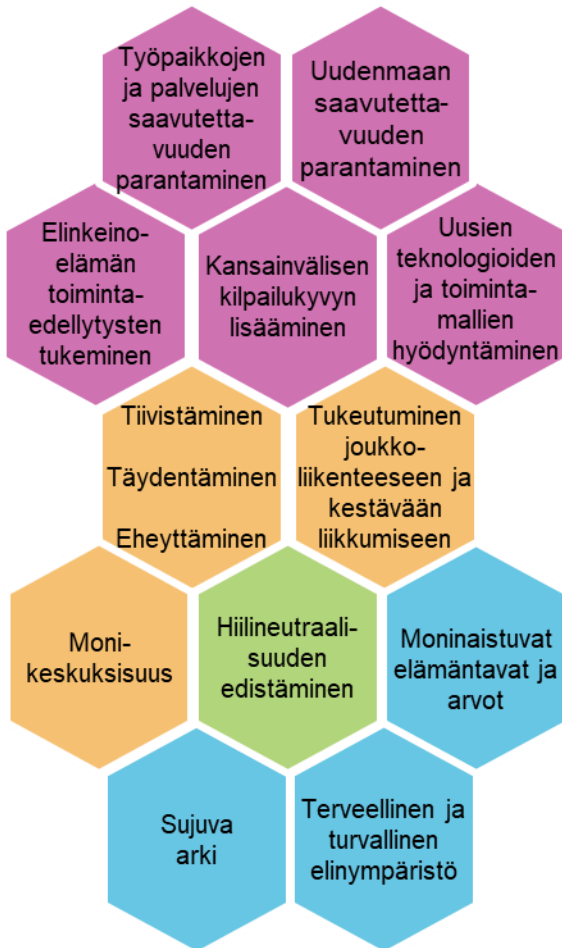 Työpaikkojen
ja palvelujen
saavutetta-
vuuden
parantaminen
Uudenmaan
saavutetta-
vuuden
parantaminen
Elinkeino-
elämän
toiminta-
edellytysten
tukeminen
Kansainvälisen
kilpailukyvyn
lisääminen
Uusien
teknologioiden
ja toiminta-
mallien
hyödyntäminen
Tiivistäminen
Täydentäminen
Eheyttäminen
Tukeutuminen
joukko-
liikenteeseen ja
kestävään
liikkumiseen
Moni-
keskuksisuus
Hiilineutraali-
suuden
edistäminen
Moninaistuvat
elämäntavat ja
arvot
Sujuva
arki
Terveellinen ja
turvallinen
elinympäristö